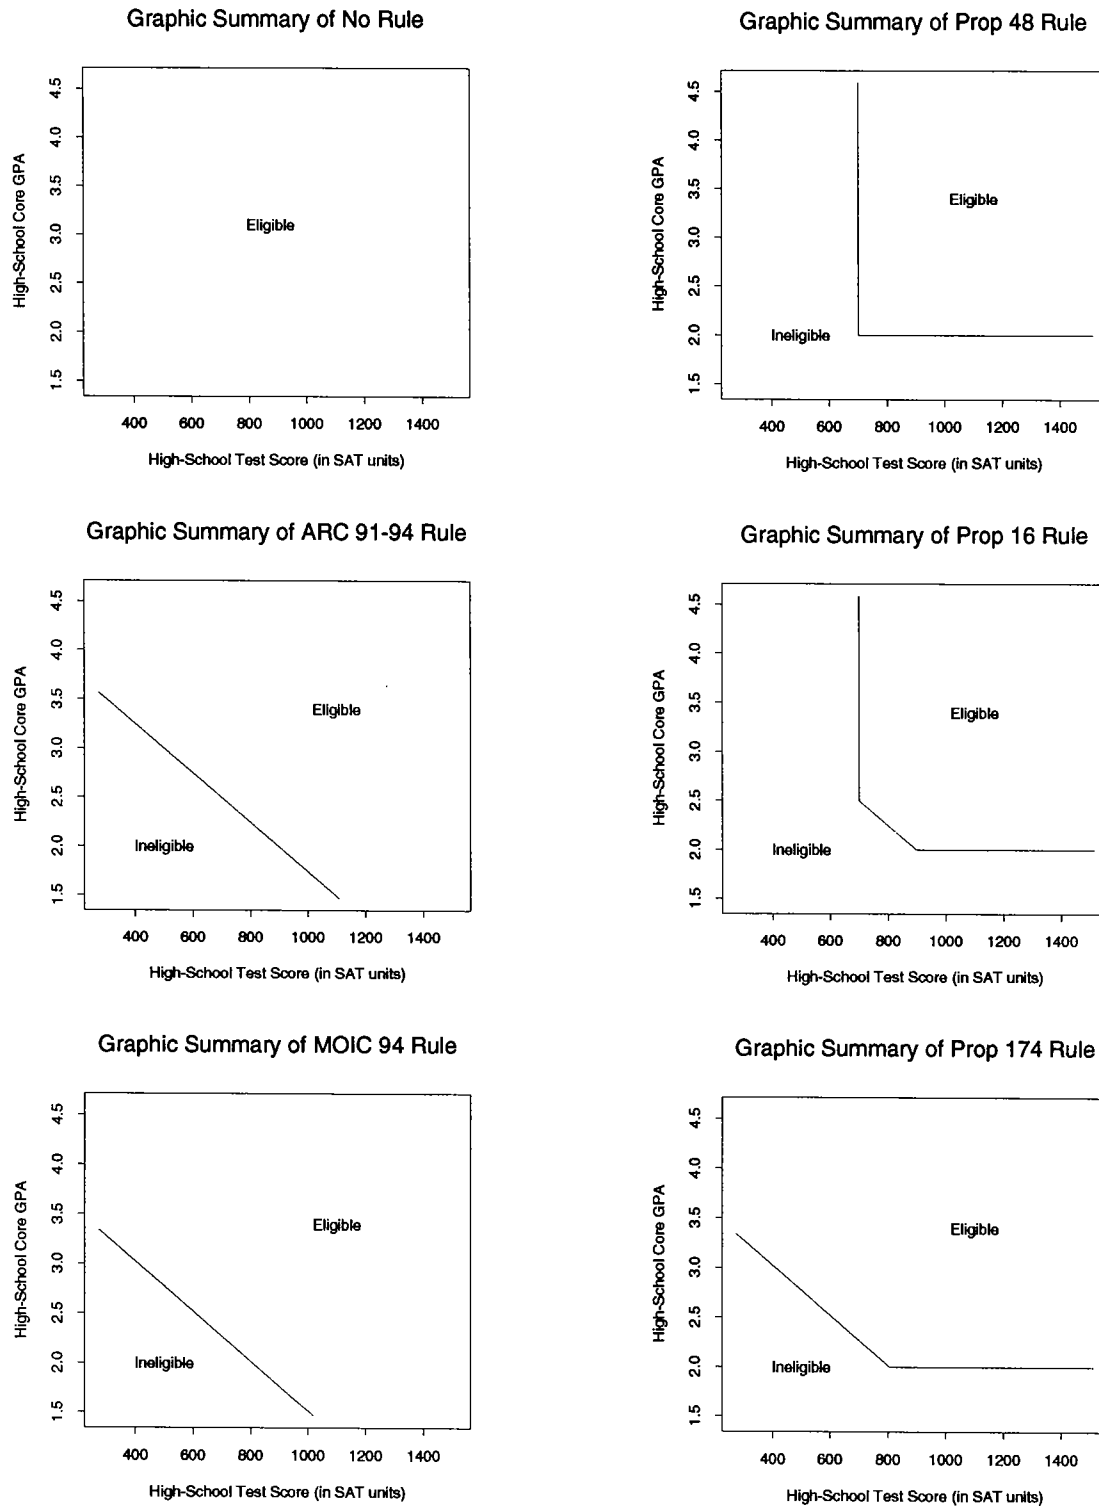 Graphic Summary of No Rule
High-School Core GPA
4.5
4.0
3.5
3.0
2.5
2.0
1.5
Eligible
400 600 800 1000 1200 1400
High-School Test Score (in SAT units)
Graphic Summary of Prop 48 Rule
High-School Core GPA
4.5
4.0
3.5
3.0
2.5
2.0
1.5
Eligible
Ineligible
400 600 800 1000 1200 1400
High-School Test Score (in SAT units)
Graphic Summary of ARC 91-94 Rule
High-School Core GPA
4.5
4.0
3.5
3.0
2.5
2.0
1.5
Eligible
Ineligible
400 600 800 1000 1200 1400
High-School Test Score (in SAT units)
Graphic Summary of Prop 16 Rule
High-School Core GPA
4.5
4.0
3.5
3.0
2.5
2.0
1.5
Eligible
Ineligible
400 600 800 1000 1200 1400
High-School Test Score (in SAT units)
Graphic Summary of MOIC 94 Rule
High-School Core GPA
4.5
4.0
3.5
3.0
2.5
2.0
1.5
Eligible
Ineligible
400 600 800 1000 1200 1400
High-School Test Score (in SAT units)
Graphic Summary of Prop 174 Rule
High-School Core GPA
4.5
4.0
3.5
3.0
2.5
2.0
1.5
Eligible
Ineligible
400 600 800 1000 1200 1400
High-School Test Score (in SAT units)